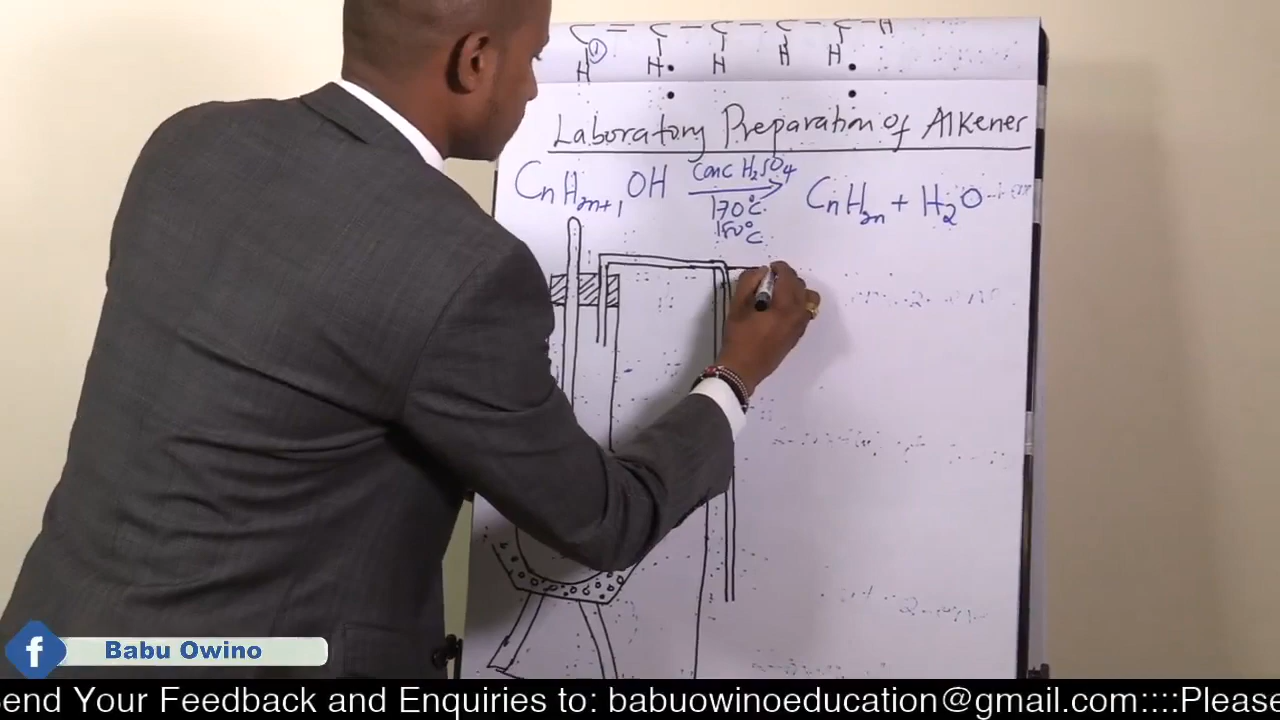 C = C - C - C - C - H
H 1 H H H H
Laboratory Preparation of Alkenes
CnH2n+1OH conc H2SO4 CnH2n + H2O
170°C
180°C
Babu Owino
end Your Feedback and Enquiries to: babuowinoeducation@gmail.com::::Please